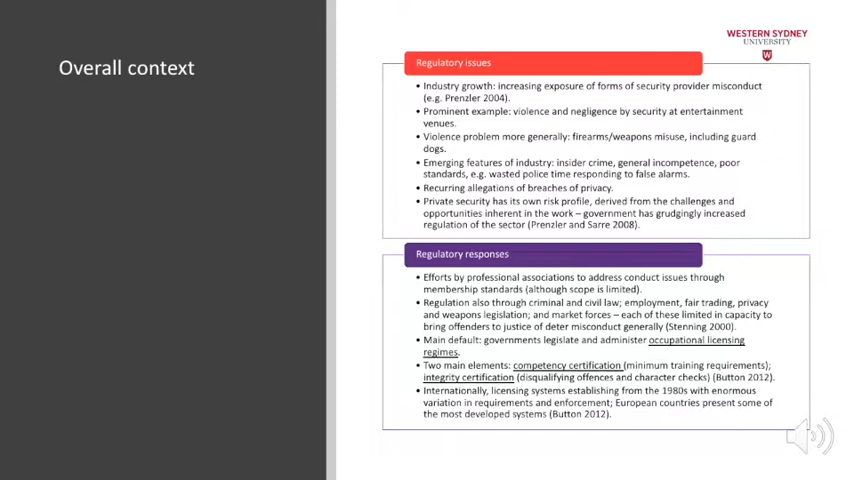 Overall context
WESTERN SYDNEY
UNIVERSITY
Regulatory issues
• Industry growth: increasing exposure of forms of security provider misconduct
(e.g. Prenzler 2004).
• Prominent example: violence and negligence by security at entertainment
venues.
• Violence problem more generally: firearms/weapons misuse, including guard
dogs.
• Emerging features of industry: insider crime, general incompetence, poor
standards, e.g. wasted police time responding to false alarms.
• Recurring allegations of breaches of privacy.
• Private security has its own risk profile, derived from the challenges and
opportunities inherent in the work – government has grudgingly increased
regulation of the sector (Prenzler and Sarre 2008).
Regulatory responses
• Efforts by professional associations to address conduct issues through
membership standards (although scope is limited).
• Regulation also through criminal and civil law; employment, fair trading, privacy
and weapons legislation; and market forces – each of these limited in capacity to
bring offenders to justice of deter misconduct generally (Stenning 2000).
• Main default: governments legislate and administer occupational licensing
regimes.
• Two main elements: competency certification (minimum training requirements);
integrity certification (disqualifying offences and character checks) (Button 2012).
• Internationally, licensing systems establishing from the 1980s with enormous
variation in requirements and enforcement; European countries present some of
the most developed systems (Button 2012).